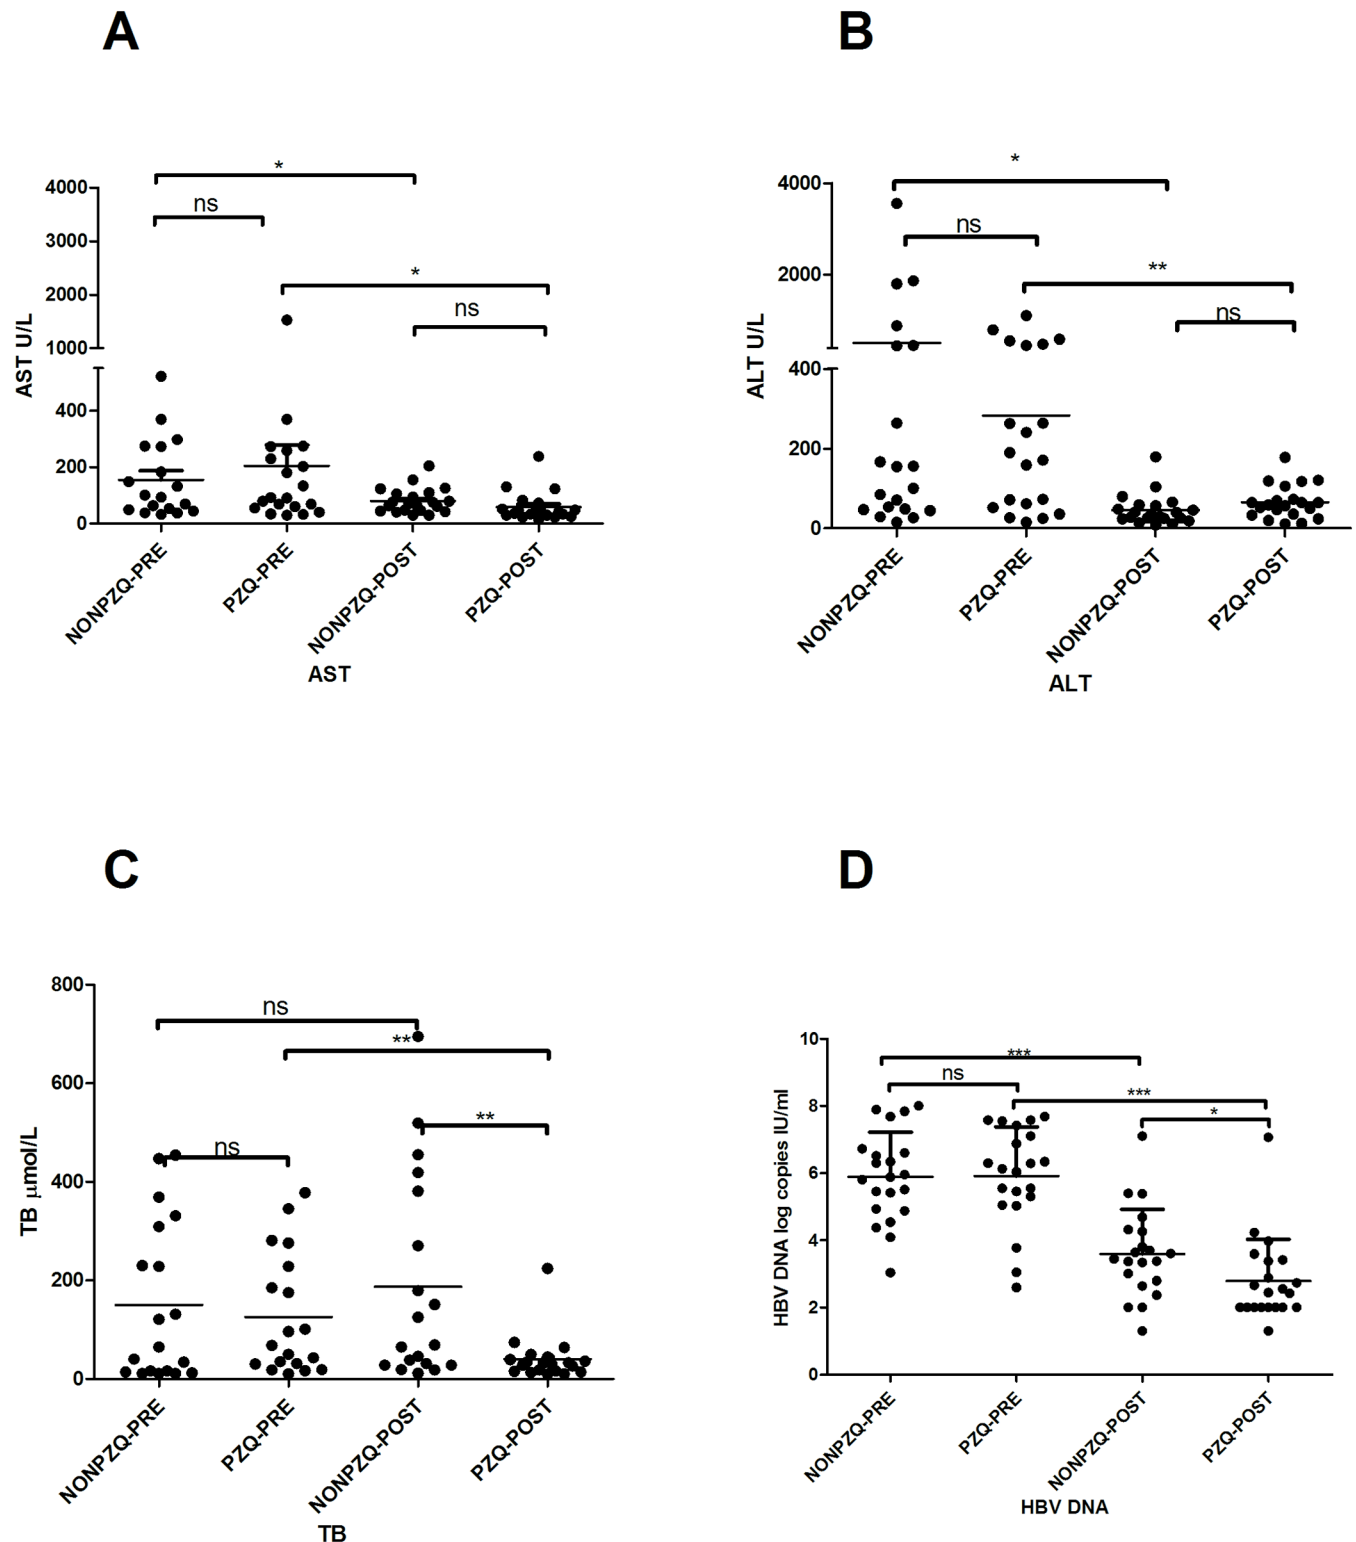 A
*
ns
*
ns
4000
3000
2000
1000
400
200
0
AST U/L
NONPZQ-PRE
PZQ-PRE
NONPZQ-POST
PZQ-POST
AST
B
*
ns
**
ns
4000
2000
400
200
0
ALT U/L
NONPZQ-PRE
PZQ-PRE
NONPZQ-POST
PZQ-POST
ALT
C
ns
**
**
ns
800
600
400
200
0
TB μmol/L
NONPZQ-PRE
PZQ-PRE
NONPZQ-POST
PZQ-POST
TB
D
***
ns
***
*
10
8
6
4
2
0
HBV DNA log copies IU/ml
NONPZQ-PRE
PZQ-PRE
NONPZQ-POST
PZQ-POST
HBV DNA